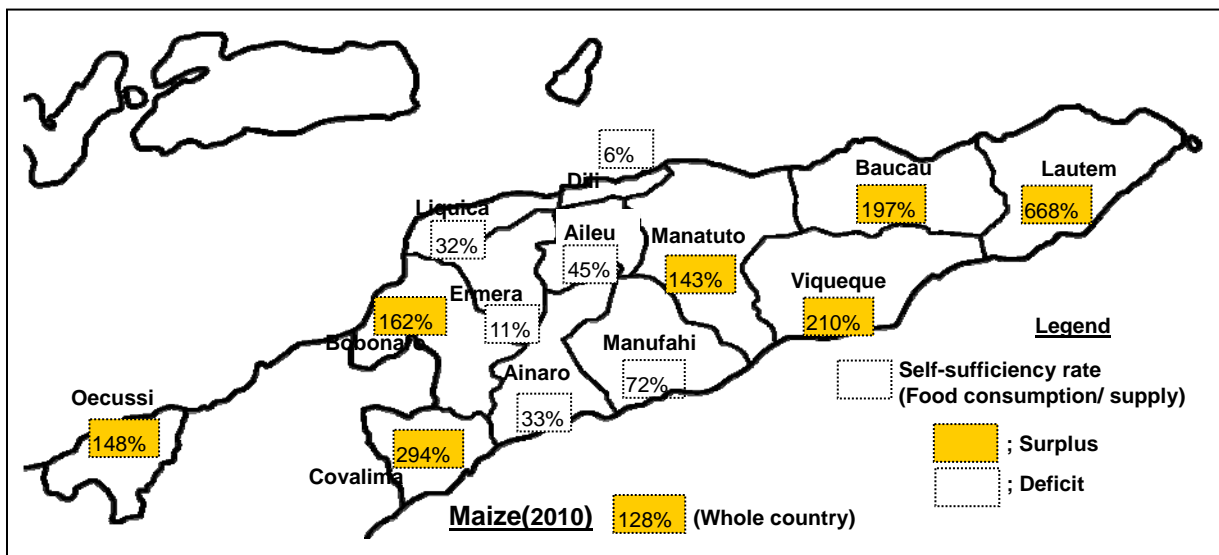 6%
Dili
Baucau
197%
Lautem
668%
Liquica
32%
Aileu
45%
Manatuto
143%
Viqueque
210%
Ermera
11%
162%
Bobonaro
Manufahi
72%
Ainaro
33%
Oecussi
148%
Covalima
294%
Legend
Self-sufficiency rate
(Food consumption/ supply)
; Surplus
; Deficit
Maize(2010) 128% (Whole country)